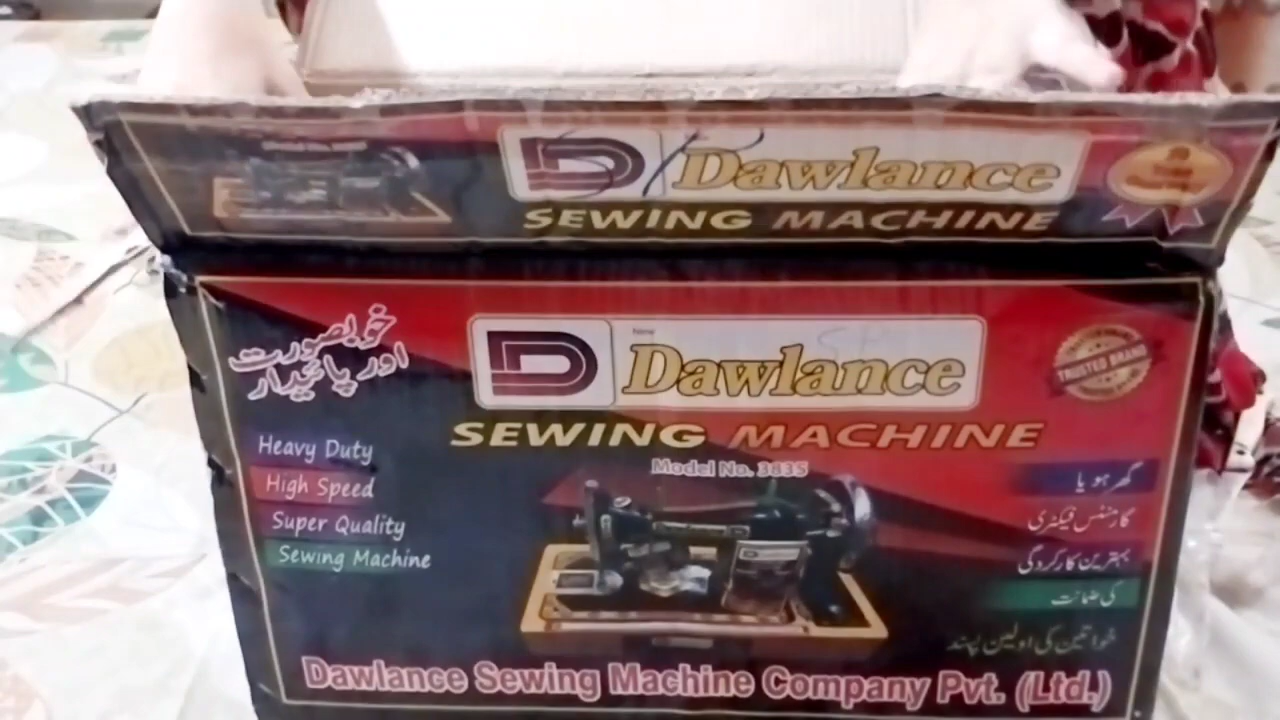 Dawlance
SEWING MACHINE
خوبصورت
اور پائیدار
New
Dawlance
TRUSTED BRAND
SEWING MACHINE
Model No. 3835
Heavy Duty
High Speed
Super Quality
Sewing Machine
گھر ہو یا
گارمنٹس فیکٹری
بہترین کارکردگی
کی ضمانت
خواتین کی اولین پسند
Dawlance Sewing Machine Company Pvt. (Ltd.)